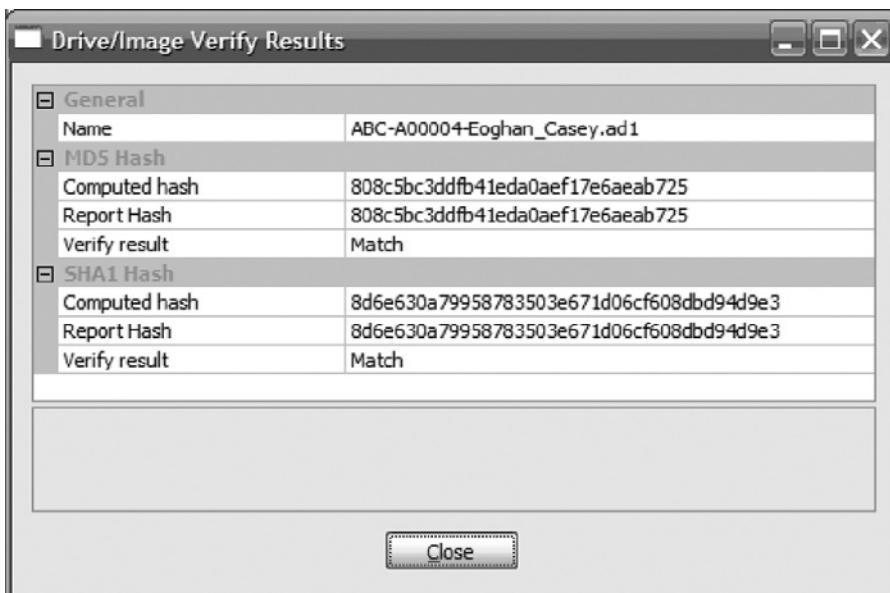 Drive/Image Verify Results
General
Name ABC-A00004-Eoghan_Casey.ad1
MD5 Hash
Computed hash 808c5bc3ddfb41eda0aef17e6aeab725
Report Hash 808c5bc3ddfb41eda0aef17e6aeab725
Verify result Match
SHA1 Hash
Computed hash 8d6e630a79958783503e671d06cf608dbd94d9e3
Report Hash 8d6e630a79958783503e671d06cf608dbd94d9e3
Verify result Match
Close